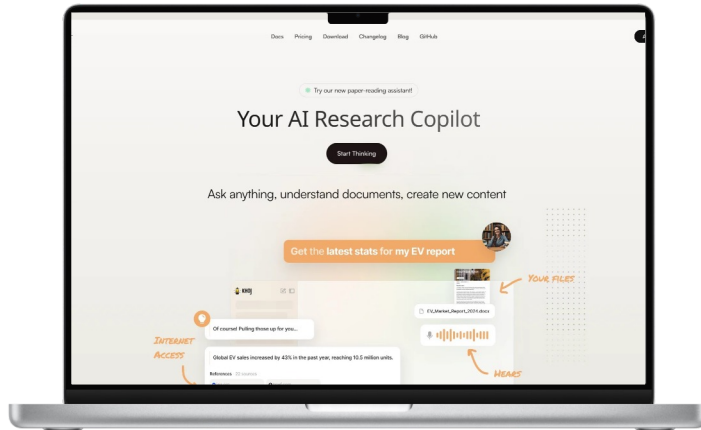 Docs Pricing Download Changelog Blog GitHub
Try our new paper-reading assistant!
Your AI Research Copilot
Start Thinking
Ask anything, understand documents, create new content
Get the latest stats for my EV report
YOUR FILES
KHOJ
EV_Market_Report_2024.docx
Of course! Pulling those up for you...
INTERNET
ACCESS
Global EV sales increased by 43% in the past year, reaching 10.5 million units.
HEARS
References